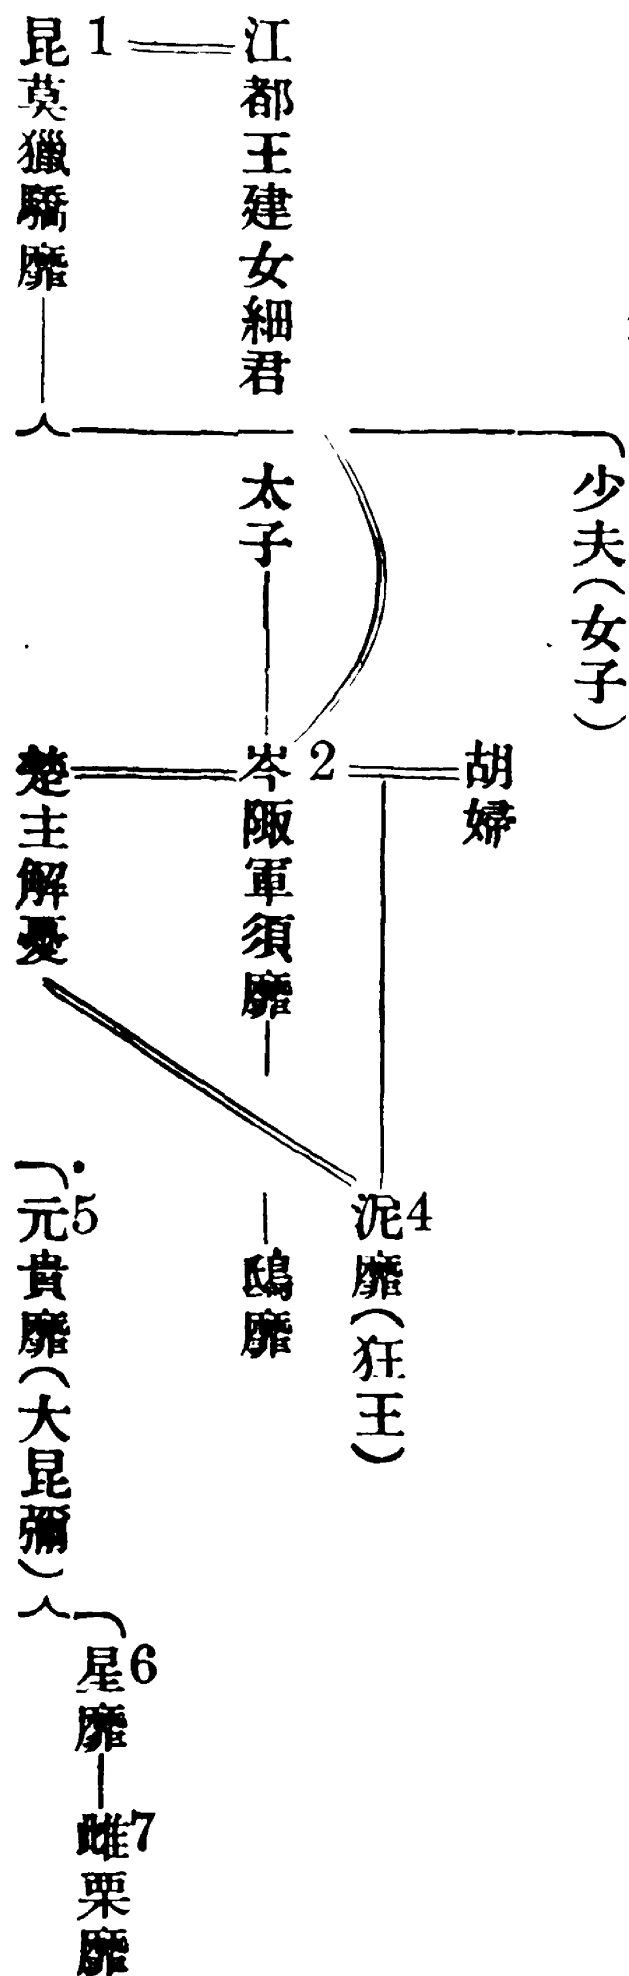 江都王建女細君
1
昆莫獵驕靡
少夫(女子)
太子
胡婦
2
岑陬軍須靡
楚主解憂
4
泥靡(狂王)
鴟靡
5
元貴靡(大昆彌)
6
星靡
7
雌栗靡